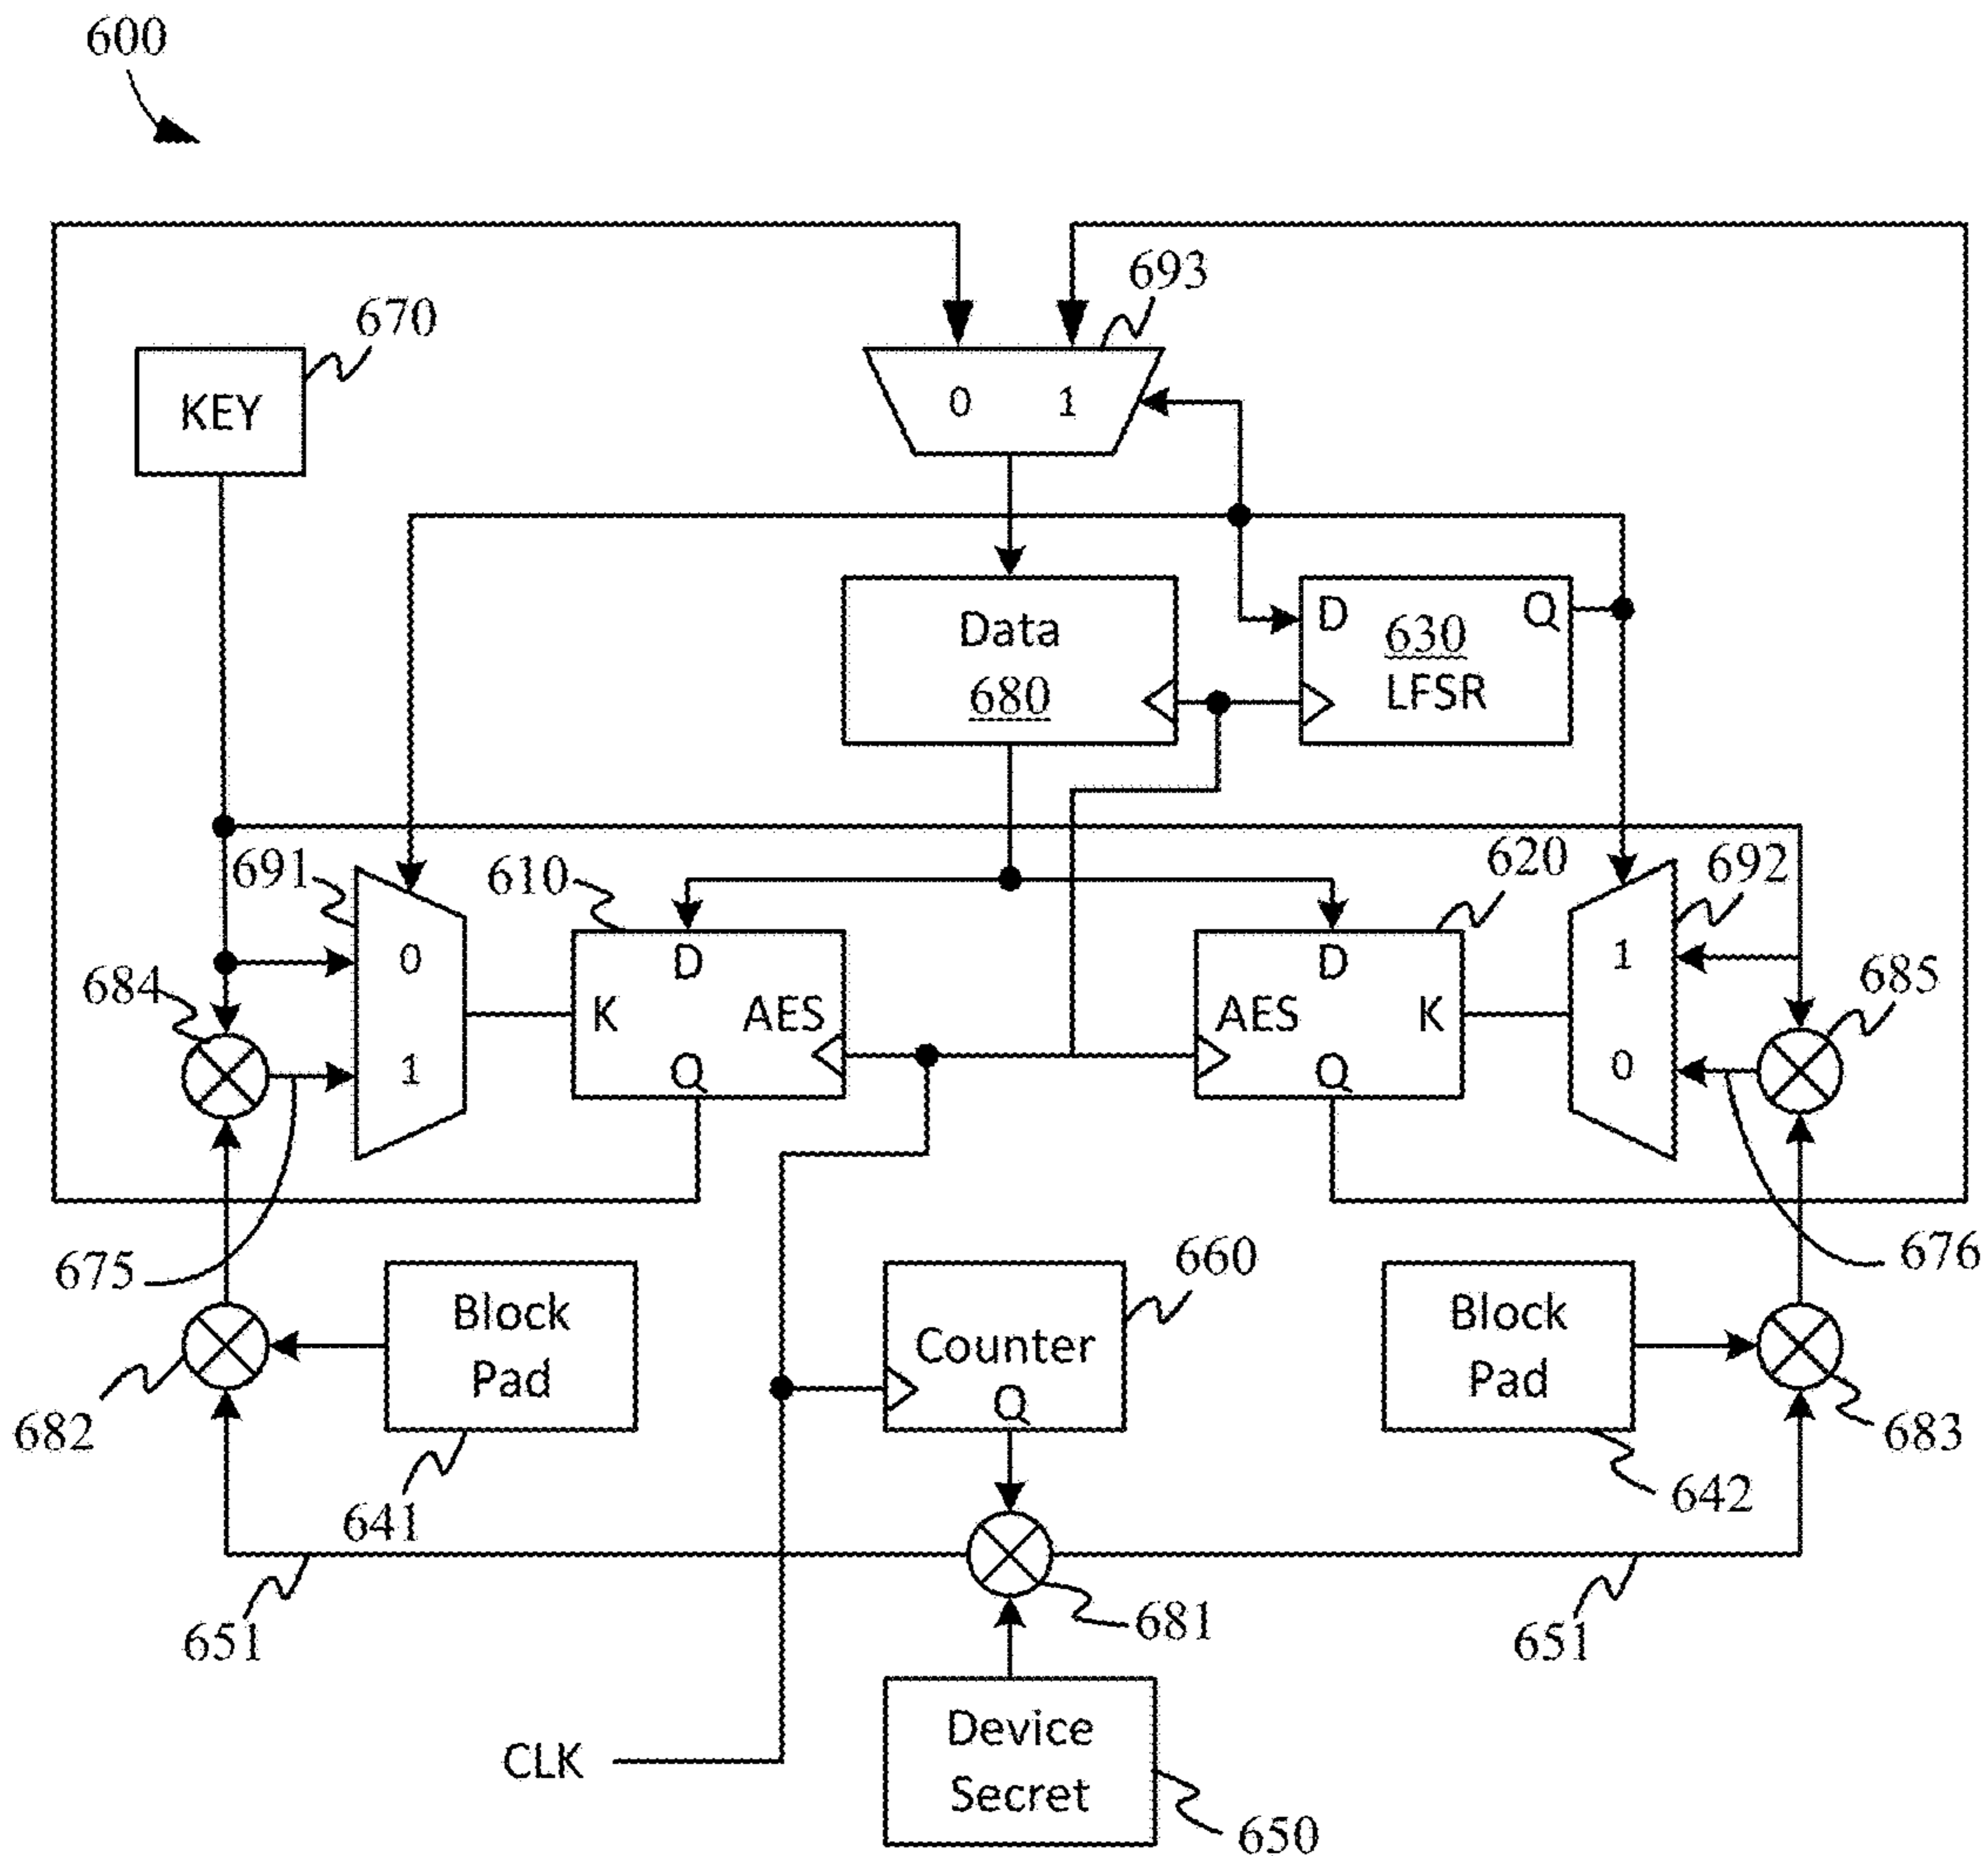 600
693
670
KEY
0 1
Data
680
D 630 Q
LFSR
691
610
620
692
684
0
1
D
K AES
Q
D
AES K
Q
1
0
685
675
676
Block
Pad
660
Counter
Q
Block
Pad
682
641
642
683
651
681
651
CLK
Device
Secret
650